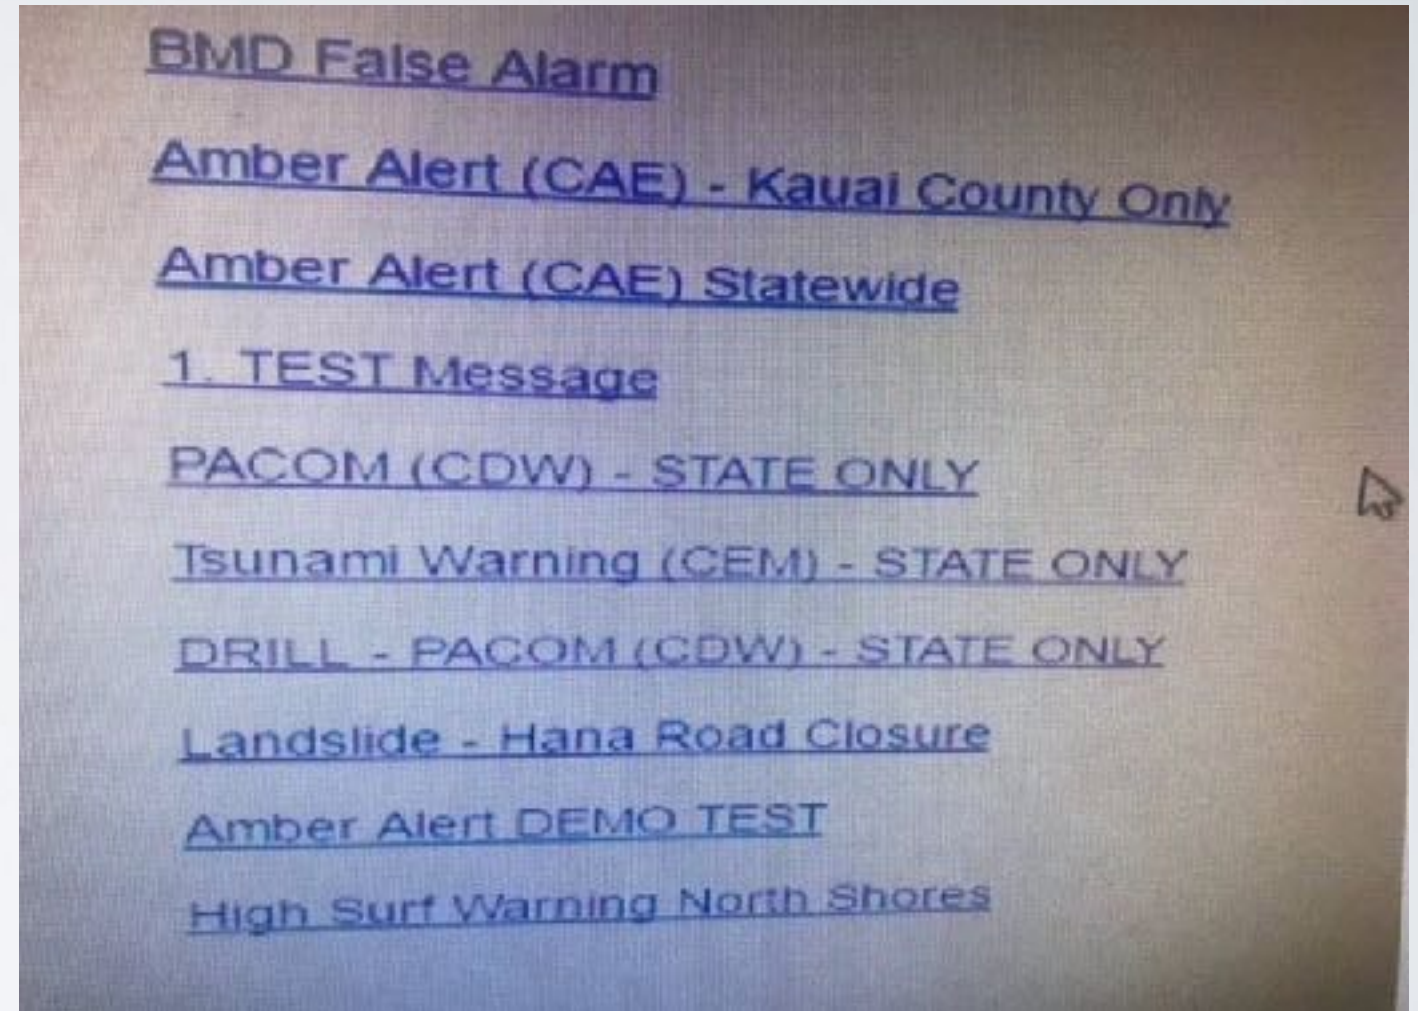 BMD False Alarm
Amber Alert (CAE) - Kauai County Only
Amber Alert (CAE) Statewide
1. TEST Message
PACOM (CDW) - STATE ONLY
Tsunami Warning (CEM) - STATE ONLY
DRILL - PACOM (CDW) - STATE ONLY
Landslide - Hana Road Closure
Amber Alert DEMO TEST
High Surf Warning North Shores